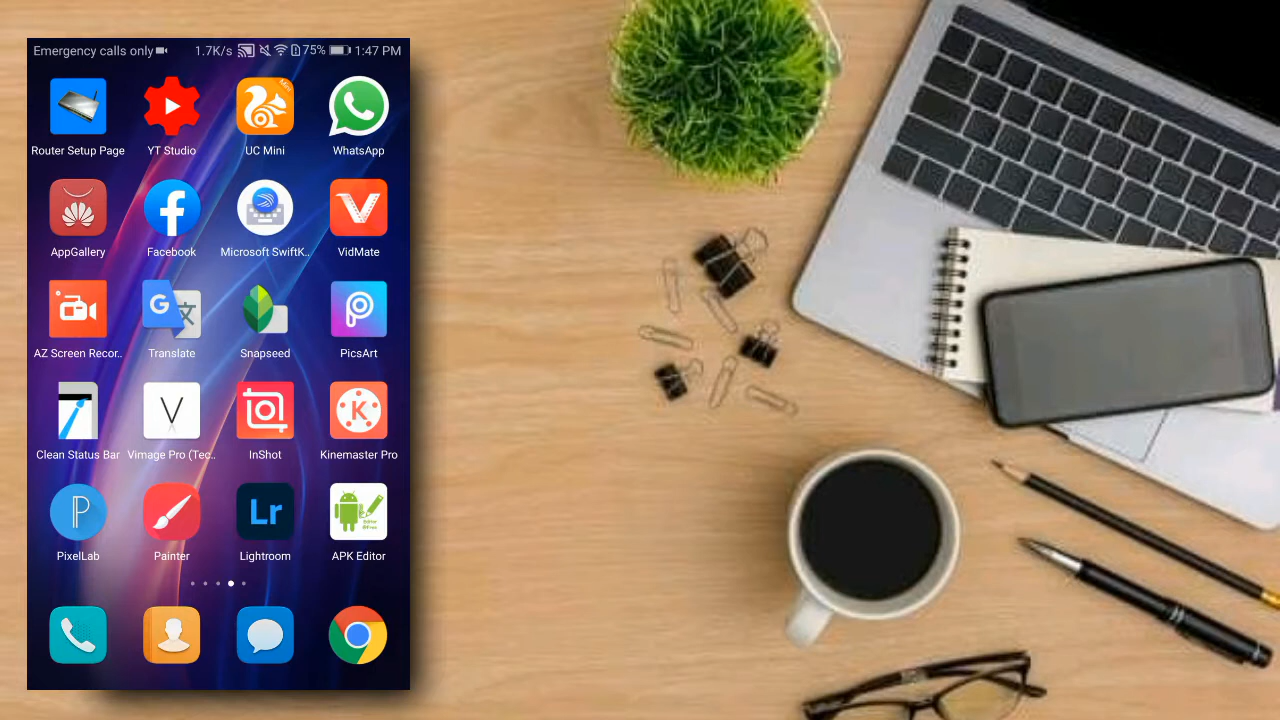 Emergency calls only 1.7K/s 75% 1:47 PM
Router Setup Page YT Studio UC Mini WhatsApp
AppGallery Facebook Microsoft SwiftK.. VidMate
AZ Screen Recor.. Translate Snapseed PicsArt
Clean Status Bar Vimage Pro (Tec.. InShot Kinemaster Pro
Lr
PixelLab Painter Lightroom APK Editor